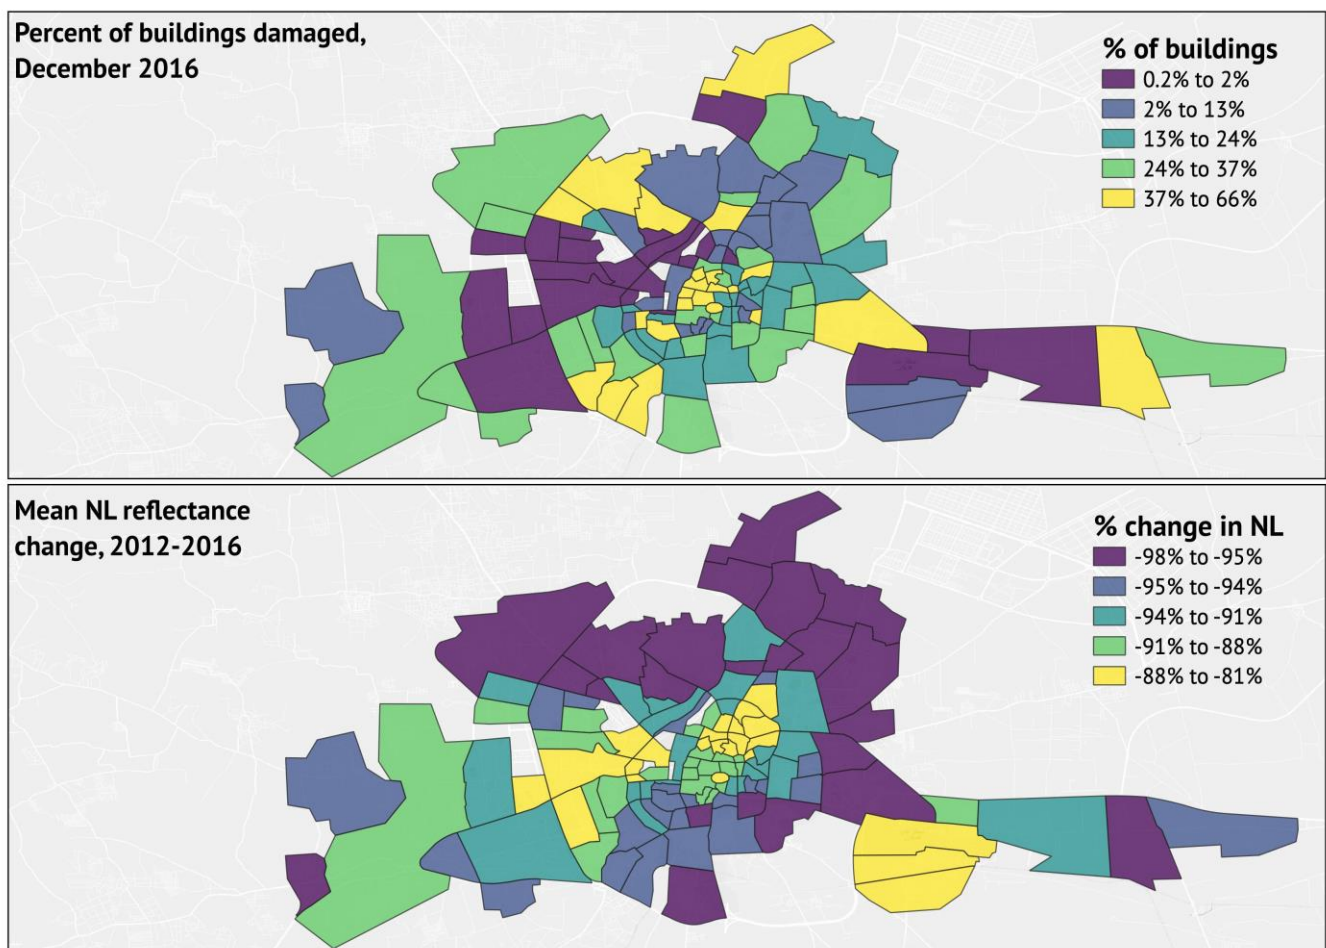 Percent of buildings damaged,
December 2016
% of buildings
0.2% to 2%
2% to 13%
13% to 24%
24% to 37%
37% to 66%
Mean NL reflectance
change, 2012-2016
% change in NL
-98% to -95%
-95% to -94%
-94% to -91%
-91% to -88%
-88% to -81%